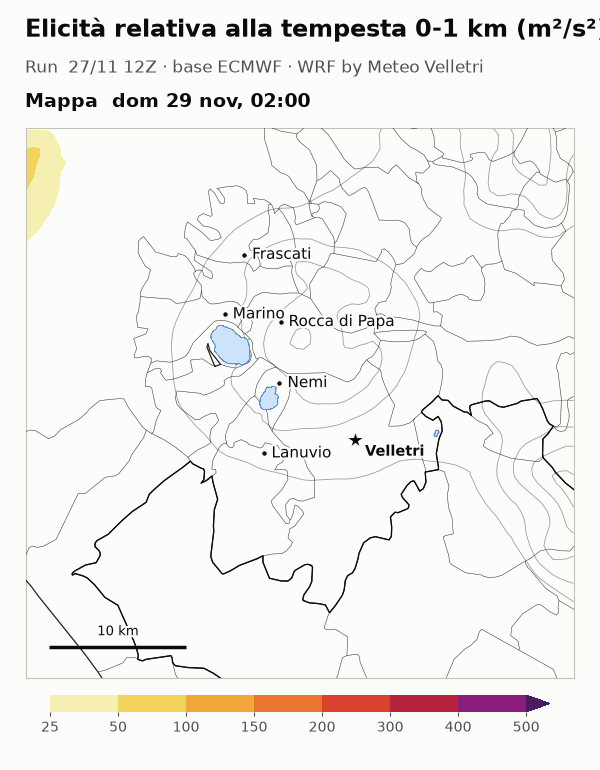 Elicità relativa alla tempesta 0-1 km (m²/s²)
Run 27/11 12Z · base ECMWF · WRF by Meteo Velletri
Mappa dom 29 nov, 02:00
Frascati
Marino
Rocca di Papa
Nemi
Velletri
Lanuvio
10 km
25 50 100 150 200 300 400 500